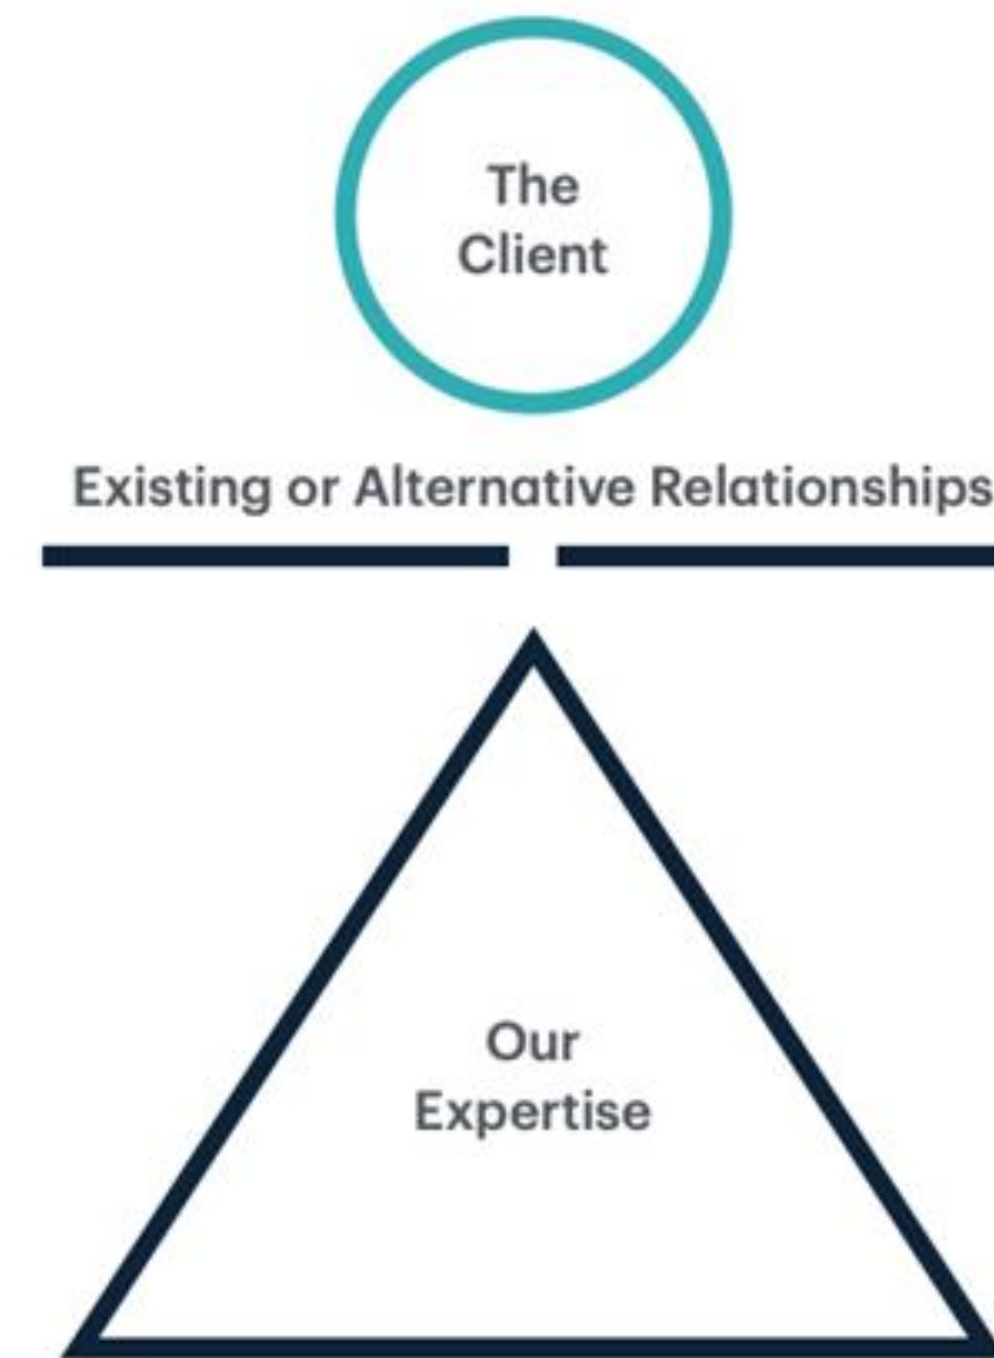 The
Client
Existing or Alternative Relationships
Our
Expertise